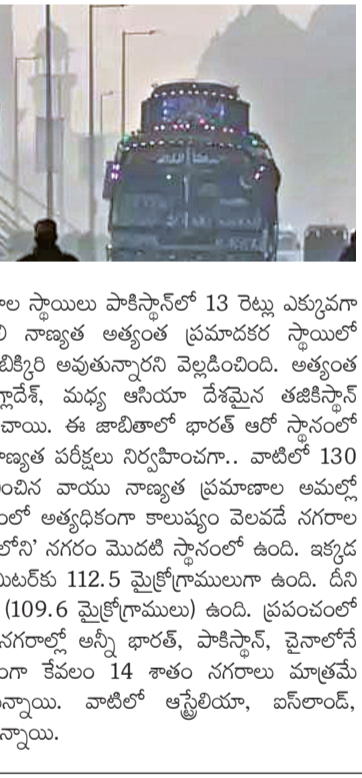 ాల స్థాయిలు పాకిస్థాన్‌లో 13 రెట్లు ఎక్కువగా
ి నాణ్యత అత్యంత ప్రమాదకర స్థాయిలో
బిక్కిరి అవుతున్నారని వెల్లడించింది. అత్యంత
గ్లాదేశ్, మధ్య ఆసియా దేశమైన తజికిస్థాన్
చాయి. ఈ జాబితాలో భారత్ ఆరో స్థానంలో
ాణ్యత పరీక్షలు నిర్వహించగా.. వాటిలో 130
ంచిన వాయు నాణ్యత ప్రమాణాల అమల్లో
ంలో అత్యధికంగా కాలుష్యం వెలవడే నగరాల
లోని' నగరం మొదటి స్థానంలో ఉంది. ఇక్కడ
మీటర్‌కు 112.5 మైక్రోగ్రాములుగా ఉంది. దీని
(109.6 మైక్రోగ్రాములు) ఉంది. ప్రపంచంలో
నగరాల్లో అన్నీ భారత్, పాకిస్థాన్, చైనాలోనే
ంగా కేవలం 14 శాతం నగరాలు మాత్రమే
న్నాయి. వాటిలో ఆస్ట్రేలియా, ఐస్‌లాండ్,
న్నాయి.